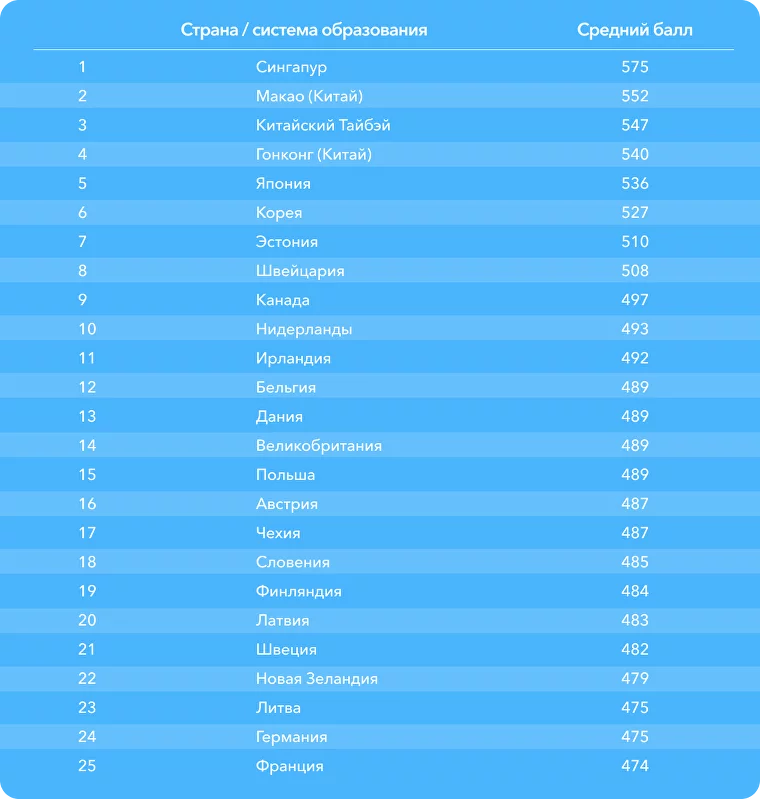 Страна / система образования Средний балл
1 Сингапур 575
2 Макао (Китай) 552
3 Китайский Тайбэй 547
4 Гонконг (Китай) 540
5 Япония 536
6 Корея 527
7 Эстония 510
8 Швейцария 508
9 Канада 497
10 Нидерланды 493
11 Ирландия 492
12 Бельгия 489
13 Дания 489
14 Великобритания 489
15 Польша 489
16 Австрия 487
17 Чехия 487
18 Словения 485
19 Финляндия 484
20 Латвия 483
21 Швеция 482
22 Новая Зеландия 479
23 Литва 475
24 Германия 475
25 Франция 474